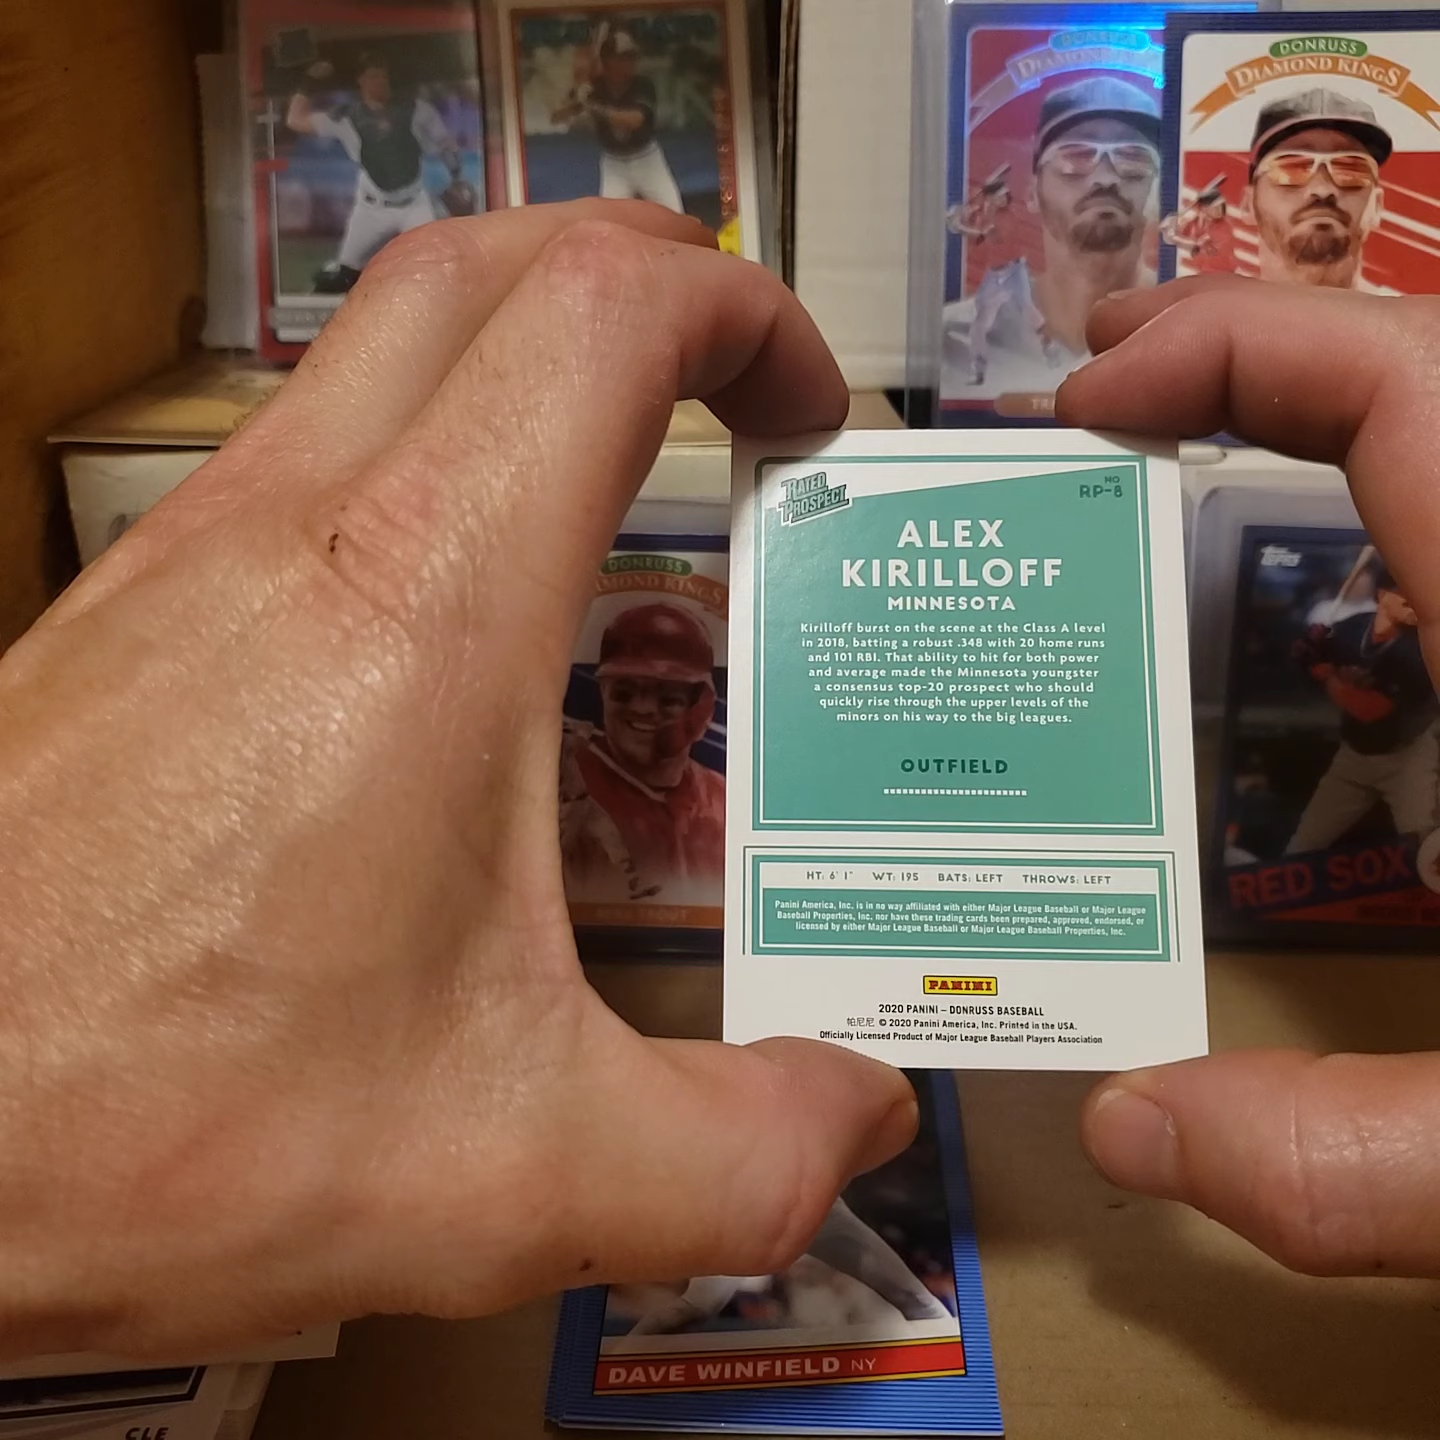 DONRUSS
DIAMOND KINGS
DONRUSS
DIAMOND KINGS
RATED
PROSPECT
NO
RP-8
ALEX
KIRILLOFF
MINNESOTA
Kirilloff burst on the scene at the Class A level
in 2018, batting a robust .348 with 20 home runs
and 101 RBI. That ability to hit for both power
and average made the Minnesota youngster
a consensus top-20 prospect who should
quickly rise through the upper levels of the
minors on his way to the big leagues.
OUTFIELD
HT: 6' 1" WT: 195 BATS: LEFT THROWS: LEFT
Panini America, Inc. is in no way affiliated with either Major League Baseball or Major League
Baseball Properties, Inc. nor have these trading cards been prepared, approved, endorsed, or
licensed by either Major League Baseball or Major League Baseball Properties, Inc.
PANINI
2020 PANINI – DONRUSS BASEBALL
帕尼尼 © 2020 Panini America, Inc. Printed in the USA.
Officially Licensed Product of Major League Baseball Players Association
DONRUSS
AMOND KINGS
TOPPS
RED SOX
DAVE WINFIELD NY
CLE